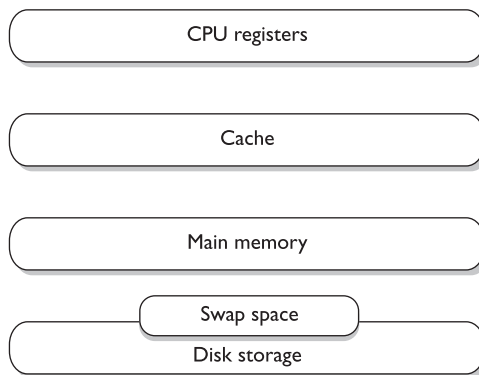 CPU registers
Cache
Main memory
Swap space
Disk storage